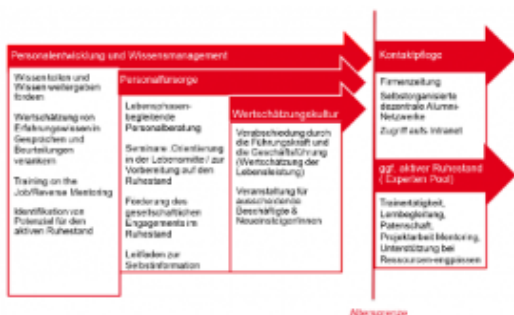 Personalentwicklung und Wissensmanagement
Wissen teilen und
Wissen weitergeben
fördern
Wertschätzung von
Erfahrungswissen in
Gesprächen und
Beurteilungen
verankern
Training on the
Job/Reverse Mentoring
Identifikation von
Potenzial für den
aktiven Ruhestand
Personalfürsorge
Lebensphasen-
begleitende
Personalberatung
Seminare: Orientierung
in der Lebensmitte / zur
Vorbereitung auf den
Ruhestand
Förderung des
gesellschaftlichen
Engagements im
Ruhestand
Leitfaden zur
Selbstinformation
Wertschätzungskultur
Verabschiedung durch
die Führungskraft und
die Geschäftsführung
(Wertschätzung der
Lebensleistung)
Veranstaltung für
ausscheidende
Beschäftigte &
NeueinsteigerInnen
Kontaktpflege
Firmenzeitung
Selbstorganisierte
dezentrale Alumni-
Netzwerke
Zugriff aufs Intranet
ggf. aktiver Ruhestand
( Experten Pool)
Trainertätigkeit,
Lernbegleitung,
Patenschaft,
Projektarbeit Mentoring,
Unterstützung bei
Ressourcen-engpässen
Altersgrenze